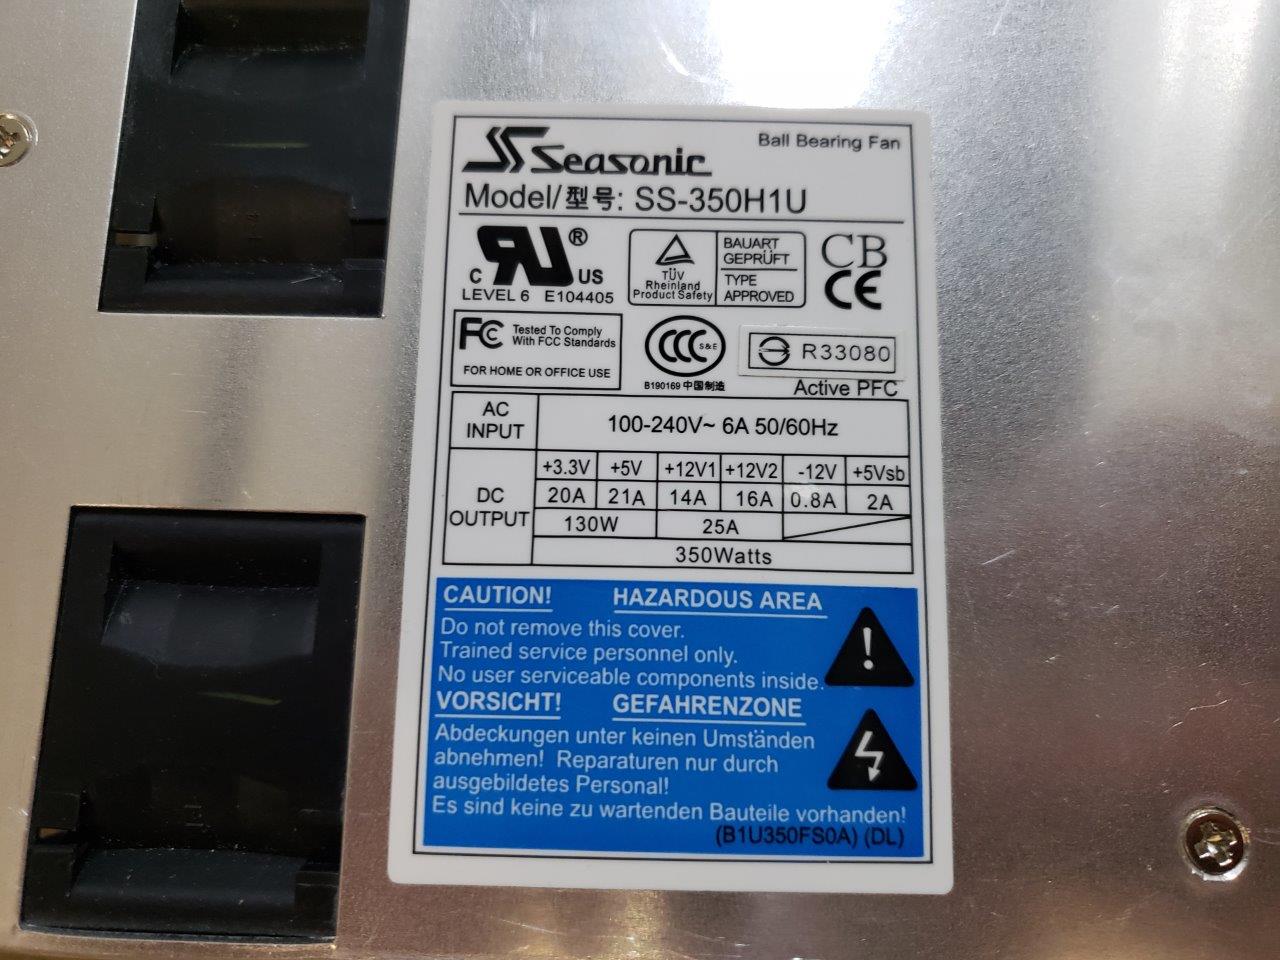 Seasonic
Ball Bearing Fan
Model/型号: SS-350H1U
C RU ® US
LEVEL 6 E104405
TÜV
Rheinland
Product Safety
BAUART
GEPRÜFT
TYPE
APPROVED
CB
CE
FC Tested To Comply
With FCC Standards
FOR HOME OR OFFICE USE
CCC S&E
B190169 中国制造
R33080
Active PFC
AC
INPUT
100-240V~ 6A 50/60Hz
DC
OUTPUT
+3.3V +5V +12V1 +12V2 -12V +5Vsb
20A 21A 14A 16A 0.8A 2A
130W 25A
350Watts
CAUTION! HAZARDOUS AREA
Do not remove this cover.
Trained service personnel only.
No user serviceable components inside.
VORSICHT! GEFAHRENZONE
Abdeckungen unter keinen Umständen
abnehmen! Reparaturen nur durch
ausgebildetes Personal!
Es sind keine zu wartenden Bauteile vorhanden!
(B1U350FS0A) (DL)